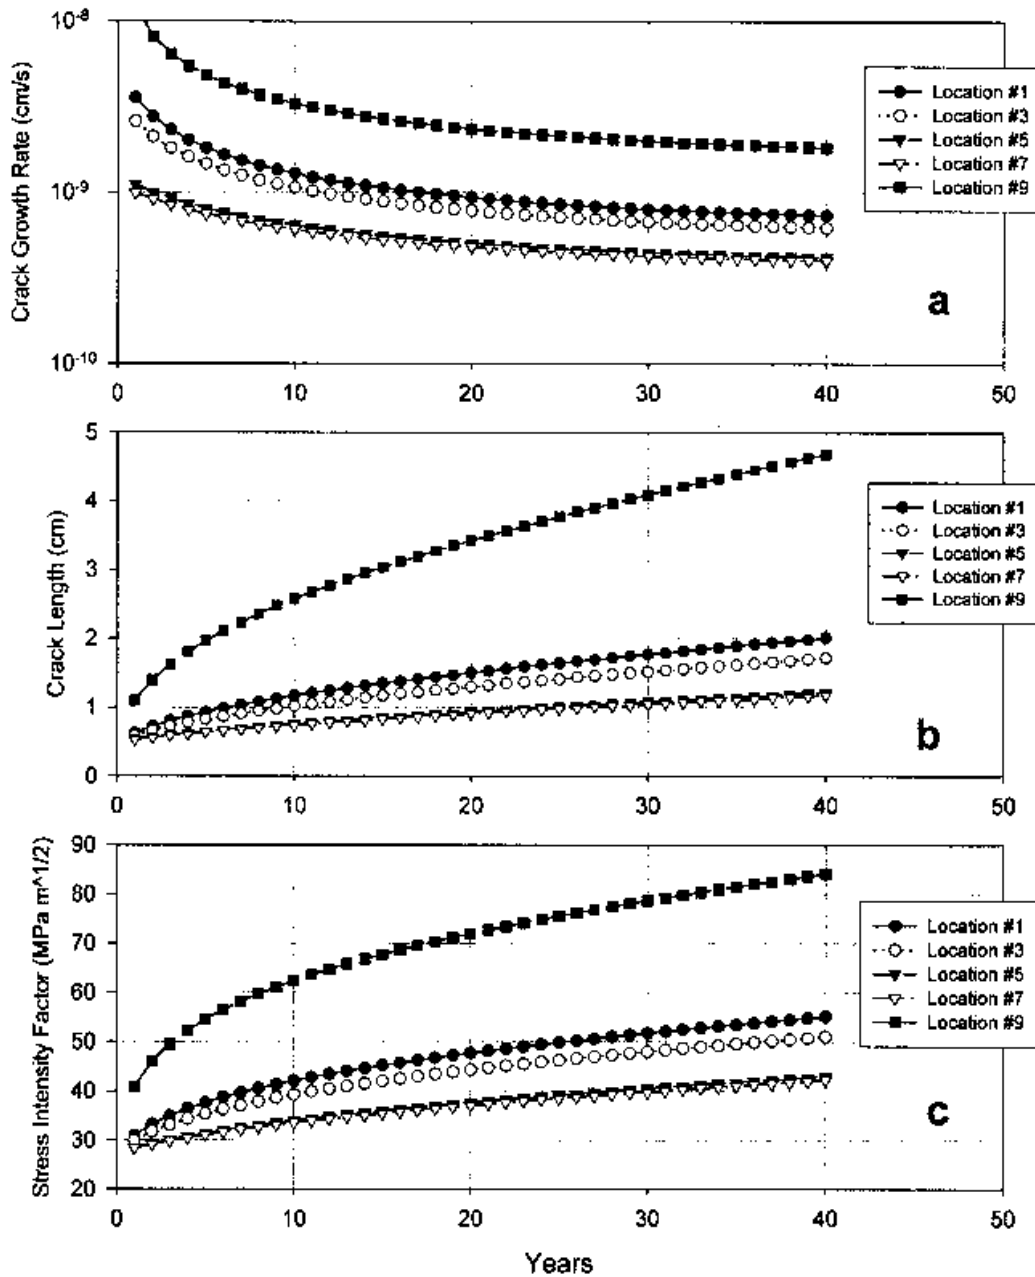 10^-8
10^-9
10^-10
Crack Growth Rate (cm/s)
Location #1
Location #3
Location #5
Location #7
Location #9
a
0 10 20 30 40 50
5
4
3
2
1
0
Crack Length (cm)
Location #1
Location #3
Location #5
Location #7
Location #9
b
0 10 20 30 40 50
90
80
70
60
50
40
30
20
Stress Intensity Factor (MPa m^1/2)
Location #1
Location #3
Location #5
Location #7
Location #9
c
0 10 20 30 40 50
Years